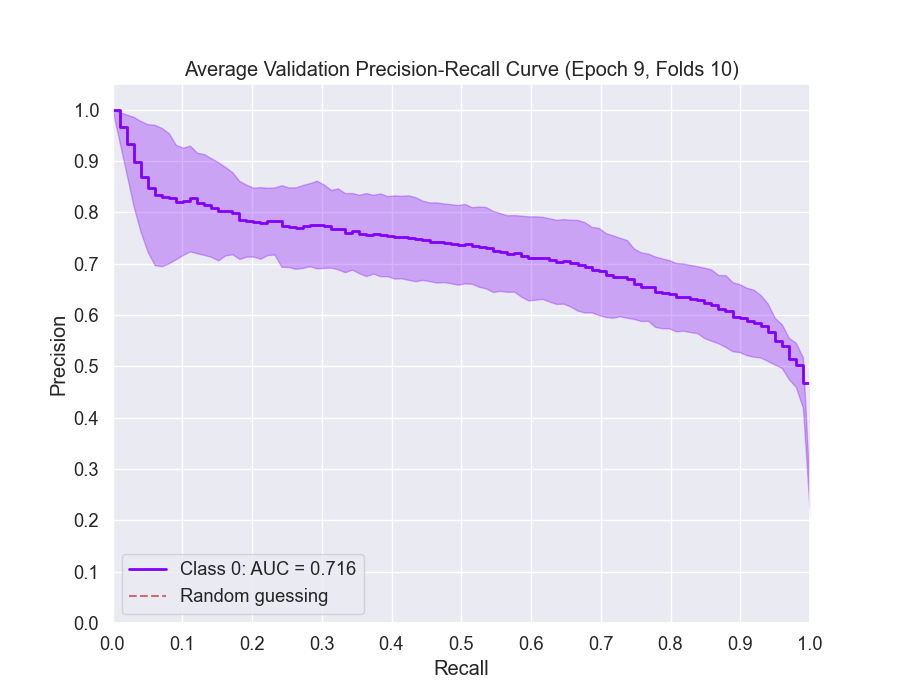 Average Validation Precision-Recall Curve (Epoch 9, Folds 10)
1.0
0.9
0.8
0.7
0.6
0.5
0.4
0.3
0.2
0.1
0.0
Precision
Class 0: AUC = 0.716
Random guessing
0.0 0.1 0.2 0.3 0.4 0.5 0.6 0.7 0.8 0.9 1.0
Recall